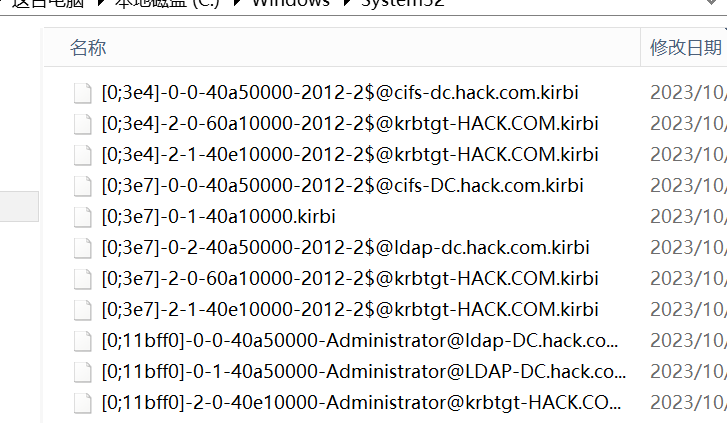 这台电脑 本地磁盘 (C:) Windows System32
名称 修改日期
[0;3e4]-0-0-40a50000-2012-2$@cifs-dc.hack.com.kirbi 2023/10/
[0;3e4]-2-0-60a10000-2012-2$@krbtgt-HACK.COM.kirbi 2023/10/
[0;3e4]-2-1-40e10000-2012-2$@krbtgt-HACK.COM.kirbi 2023/10/
[0;3e7]-0-0-40a50000-2012-2$@cifs-DC.hack.com.kirbi 2023/10/
[0;3e7]-0-1-40a10000.kirbi 2023/10/
[0;3e7]-0-2-40a50000-2012-2$@ldap-dc.hack.com.kirbi 2023/10/
[0;3e7]-2-0-60a10000-2012-2$@krbtgt-HACK.COM.kirbi 2023/10/
[0;3e7]-2-1-40e10000-2012-2$@krbtgt-HACK.COM.kirbi 2023/10/
[0;11bff0]-0-0-40a50000-Administrator@ldap-DC.hack.co... 2023/10/
[0;11bff0]-0-1-40a50000-Administrator@LDAP-DC.hack.co... 2023/10/
[0;11bff0]-2-0-40e10000-Administrator@krbtgt-HACK.CO... 2023/10/